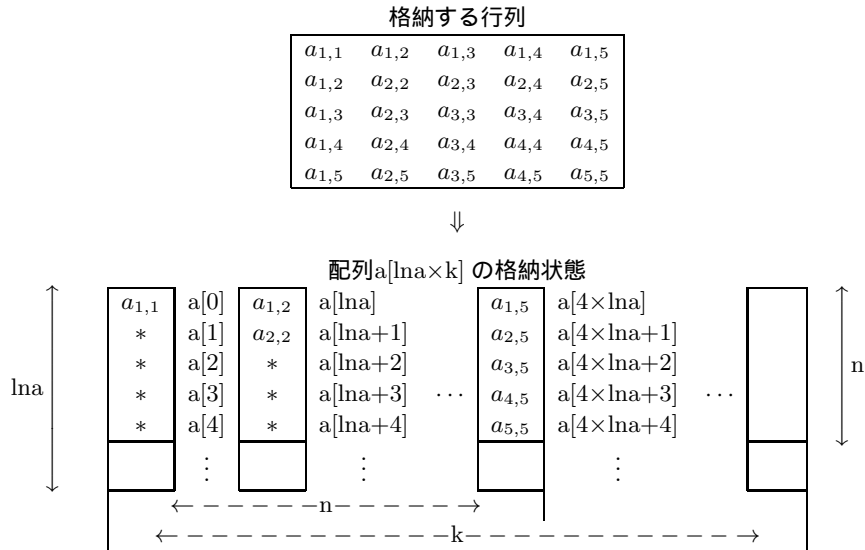 格納する行列
a1,1 a1,2 a1,3 a1,4 a1,5
a1,2 a2,2 a2,3 a2,4 a2,5
a1,3 a2,3 a3,3 a3,4 a3,5
a1,4 a2,4 a3,4 a4,4 a4,5
a1,5 a2,5 a3,5 a4,5 a5,5
⇓
配列a[lna×k] の格納状態
a1,1 a[0] a1,2 a[lna] a1,5 a[4×lna]
* a[1] a2,2 a[lna+1] a2,5 a[4×lna+1]
* a[2] * a[lna+2] a3,5 a[4×lna+2] n
lna * a[3] * a[lna+3] ⋯ a4,5 a[4×lna+3] ⋯
* a[4] * a[lna+4] a5,5 a[4×lna+4]
⋮ ⋮ ⋮
n
k